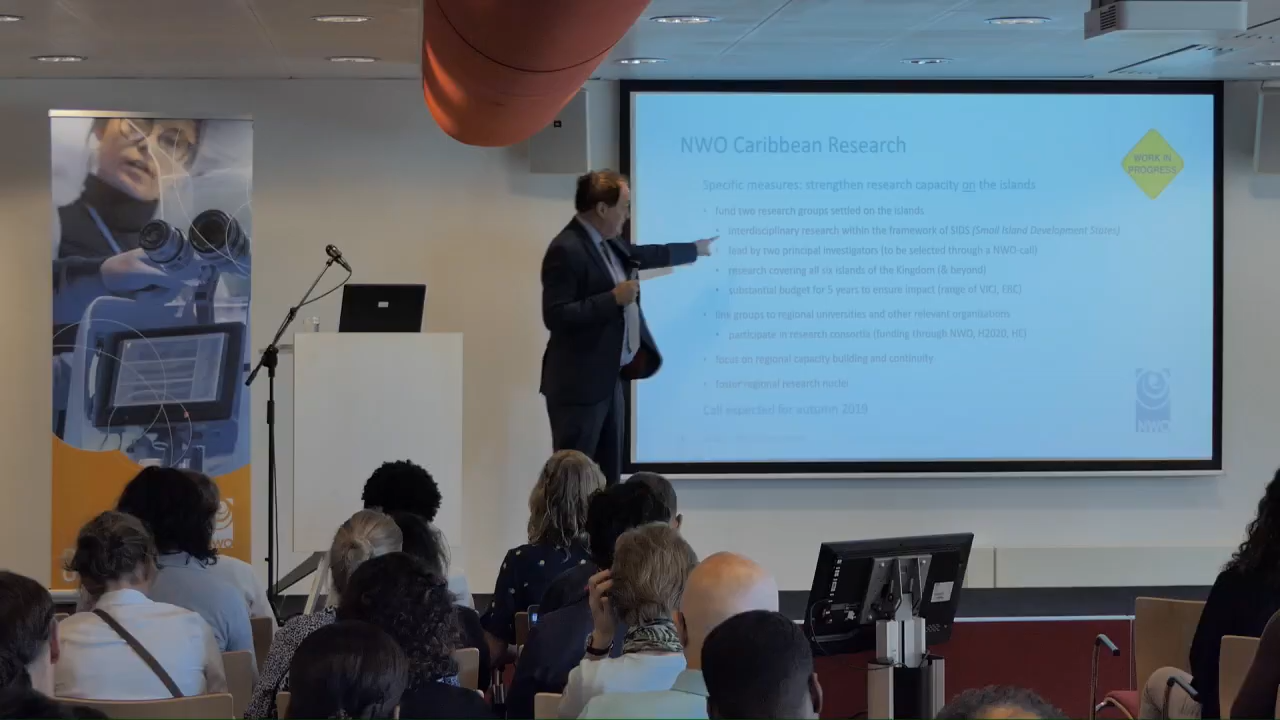 NWO Caribbean Research
WORK IN
PROGRESS
Specific measures: strengthen research capacity on the islands
• fund two research groups settled on the islands
• interdisciplinary research within the framework of SIDS (Small Island Development States)
• lead by two principal investigators (to be selected through a NWO call)
• research covering all six islands of the Kingdom (& beyond)
• substantial budget for 5 years to ensure impact (range of VICI, ERC)
• link groups to regional universities and other relevant organisations
• participate in research consortia (funding through NWO, H2020, HE)
• focus on regional capacity building and continuity
• foster regional research nuclei
Call expected for autumn 2019
NWO
NWO